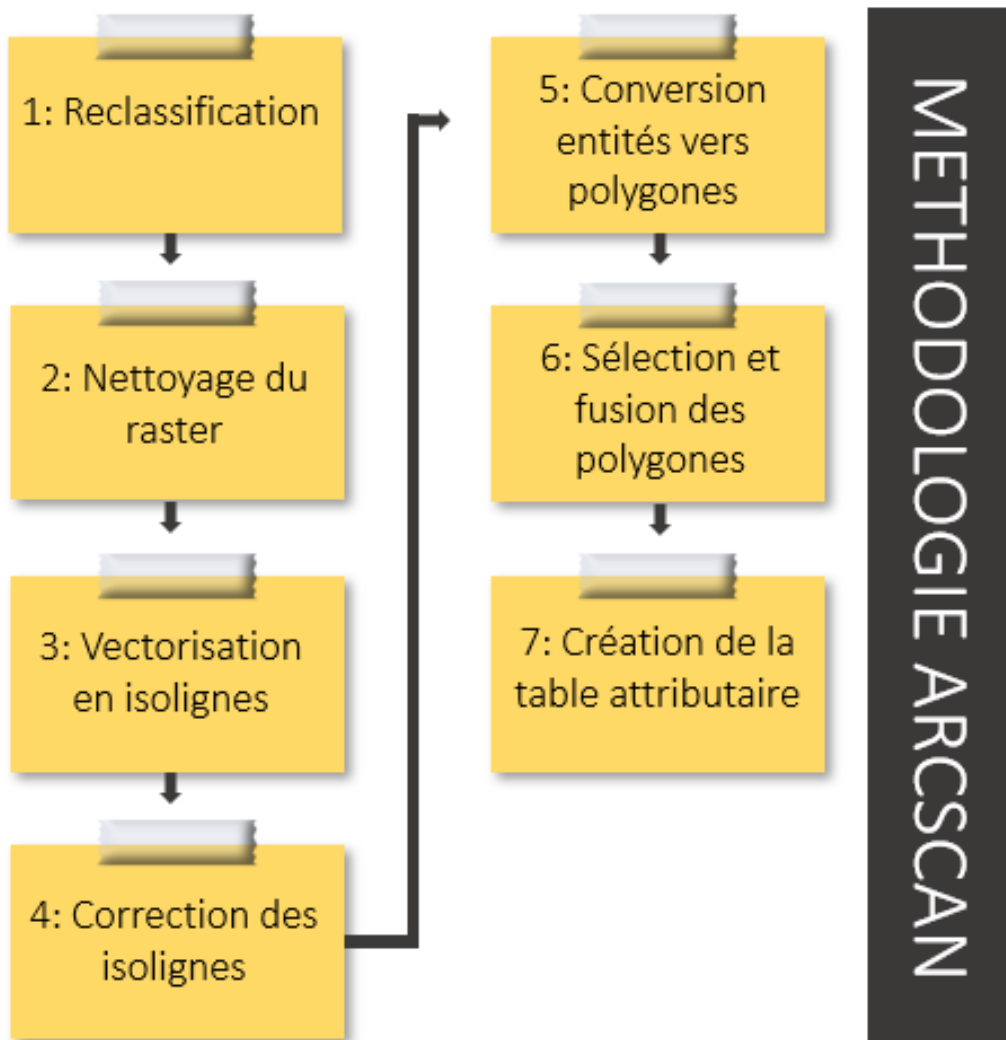 1: Reclassification
2: Nettoyage du
raster
3: Vectorisation
en isolignes
4: Correction des
isolignes
5: Conversion
entités vers
polygones
6: Sélection et
fusion des
polygones
7: Création de la
table attributaire
METHODOLOGIE ARCSCAN